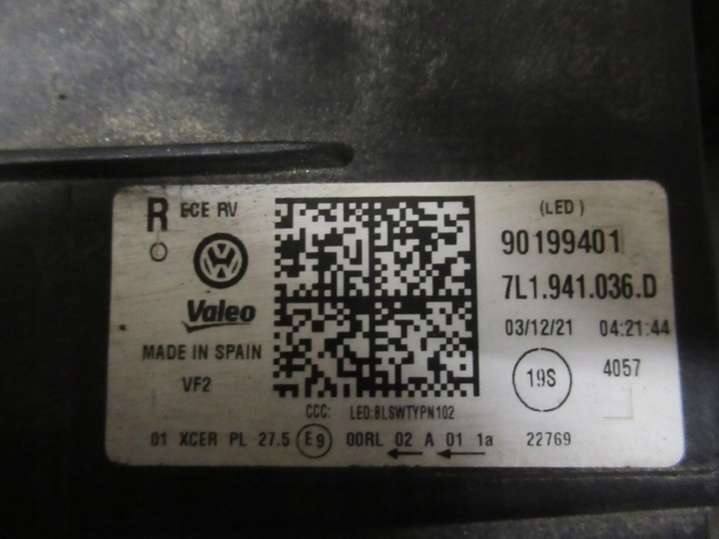 R ECE RV
(LED)
90199401
7L1.941.036.D
Valeo
03/12/21 04:21:44
MADE IN SPAIN
19S
4057
VF2
CCC: LED:BLSWTYPN102
01 XCER PL 27.5 E9 00RL 02 A 01 1a 22769